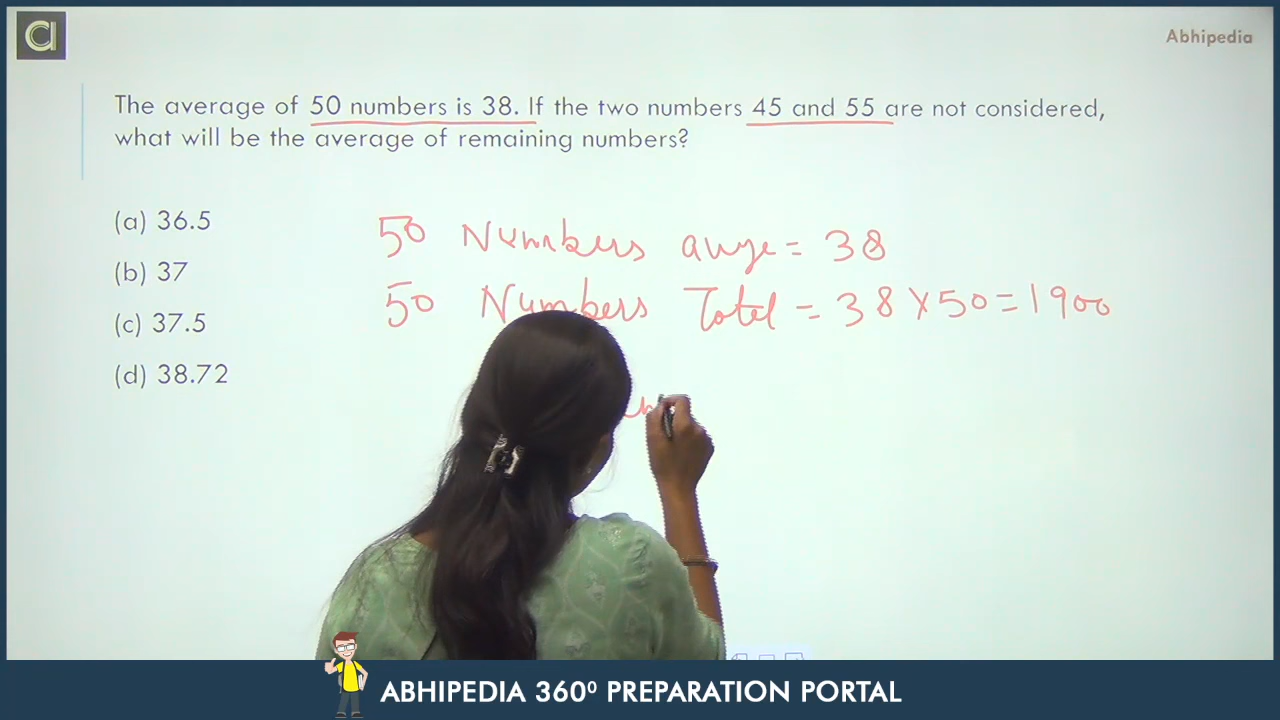 Abhipedia
The average of 50 numbers is 38. If the two numbers 45 and 55 are not considered,
what will be the average of remaining numbers?
(a) 36.5
(b) 37
(c) 37.5
(d) 38.72
50 Numbers = 38
50 Numbers Total = 38 X 50 = 1900
ABHIPEDIA 360⁰ PREPARATION PORTAL